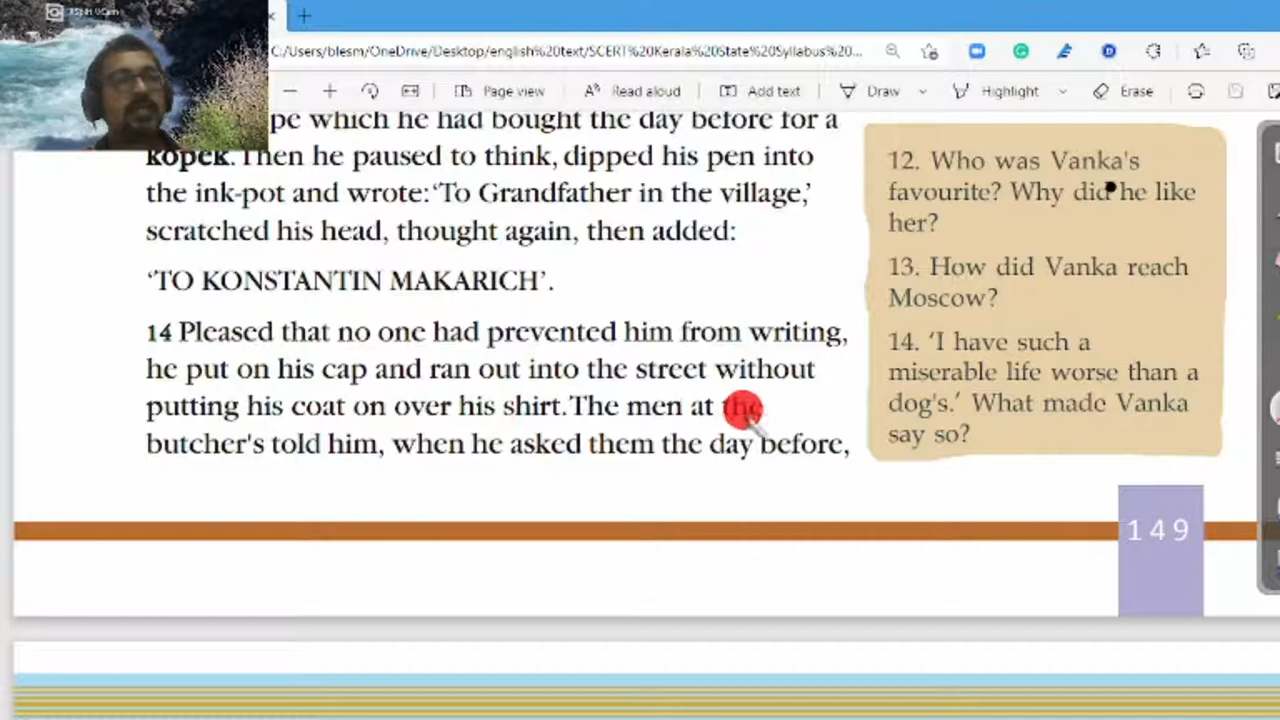 C:/Users/blesm/OneDrive/Desktop/english%20text/SCERT%20Kerala%20State%20Syllabus%20...
Page view
Read aloud
Add text
Draw
Highlight
Erase
pe which he had bought the day before for a
kopek. Then he paused to think, dipped his pen into
the ink-pot and wrote: 'To Grandfather in the village,'
scratched his head, thought again, then added:
'TO KONSTANTIN MAKARICH'.
14 Pleased that no one had prevented him from writing,
he put on his cap and ran out into the street without
putting his coat on over his shirt. The men at the
butcher's told him, when he asked them the day before,
12. Who was Vanka's
favourite? Why did he like
her?
13. How did Vanka reach
Moscow?
14. 'I have such a
miserable life worse than a
dog's.' What made Vanka
say so?
149